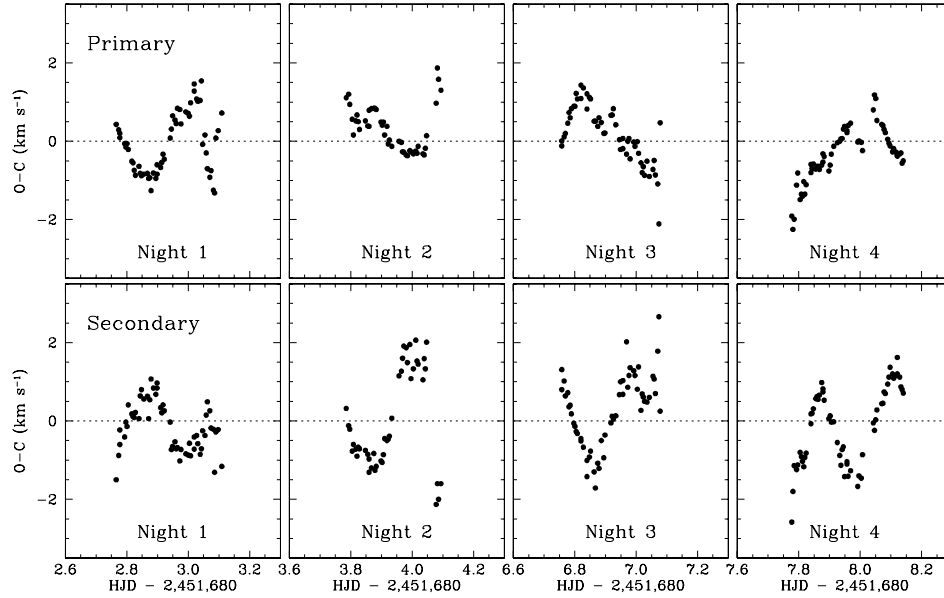 Primary
O-C (km s⁻¹)
2
0
-2
Night 1
Night 2
Night 3
Night 4
Secondary
O-C (km s⁻¹)
2
0
-2
Night 1
Night 2
Night 3
Night 4
2.6 2.8 3.0 3.2 3.6 3.8 4.0 4.2 6.6 6.8 7.0 7.2 7.6 7.8 8.0 8.2
HJD - 2,451,680 HJD - 2,451,680 HJD - 2,451,680 HJD - 2,451,680